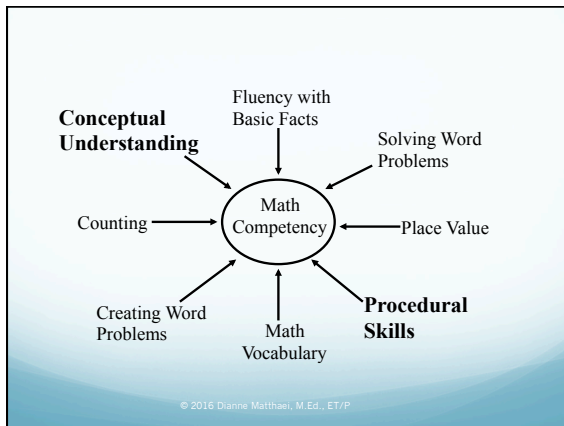 Fluency with
Basic Facts
Conceptual
Understanding
Solving Word
Problems
Counting
Math
Competency
Place Value
Creating Word
Problems
Math
Vocabulary
Procedural
Skills
© 2016 Dianne Matthaei, M.Ed., ET/P